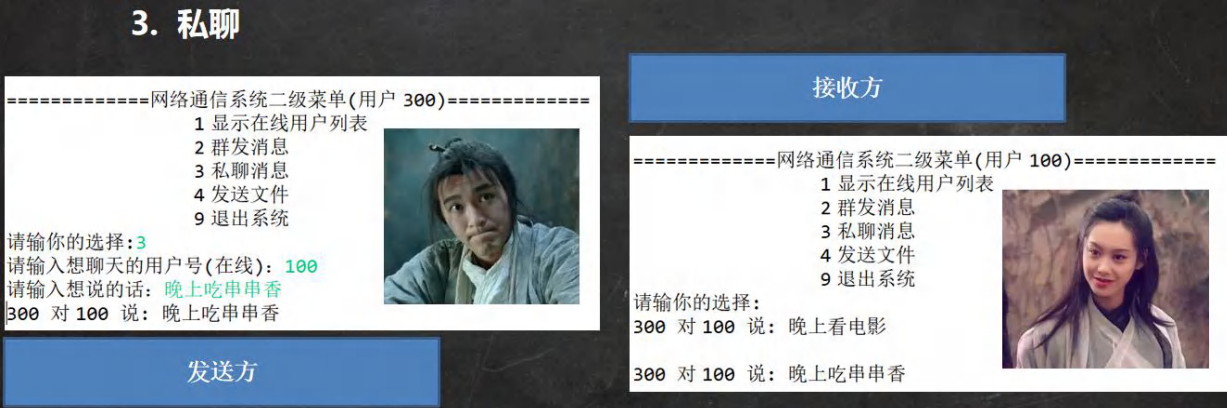 3. 私聊
=============网络通信系统二级菜单(用户 300)=============
1 显示在线用户列表
2 群发消息
3 私聊消息
4 发送文件
9 退出系统
请输你的选择:3
请输入想聊天的用户号(在线): 100
请输入想说的话: 晚上吃串串香
300 对 100 说: 晚上吃串串香
发送方
接收方
=============网络通信系统二级菜单(用户 100)=============
1 显示在线用户列表
2 群发消息
3 私聊消息
4 发送文件
9 退出系统
请输你的选择:
300 对 100 说: 晚上看电影
300 对 100 说: 晚上吃串串香